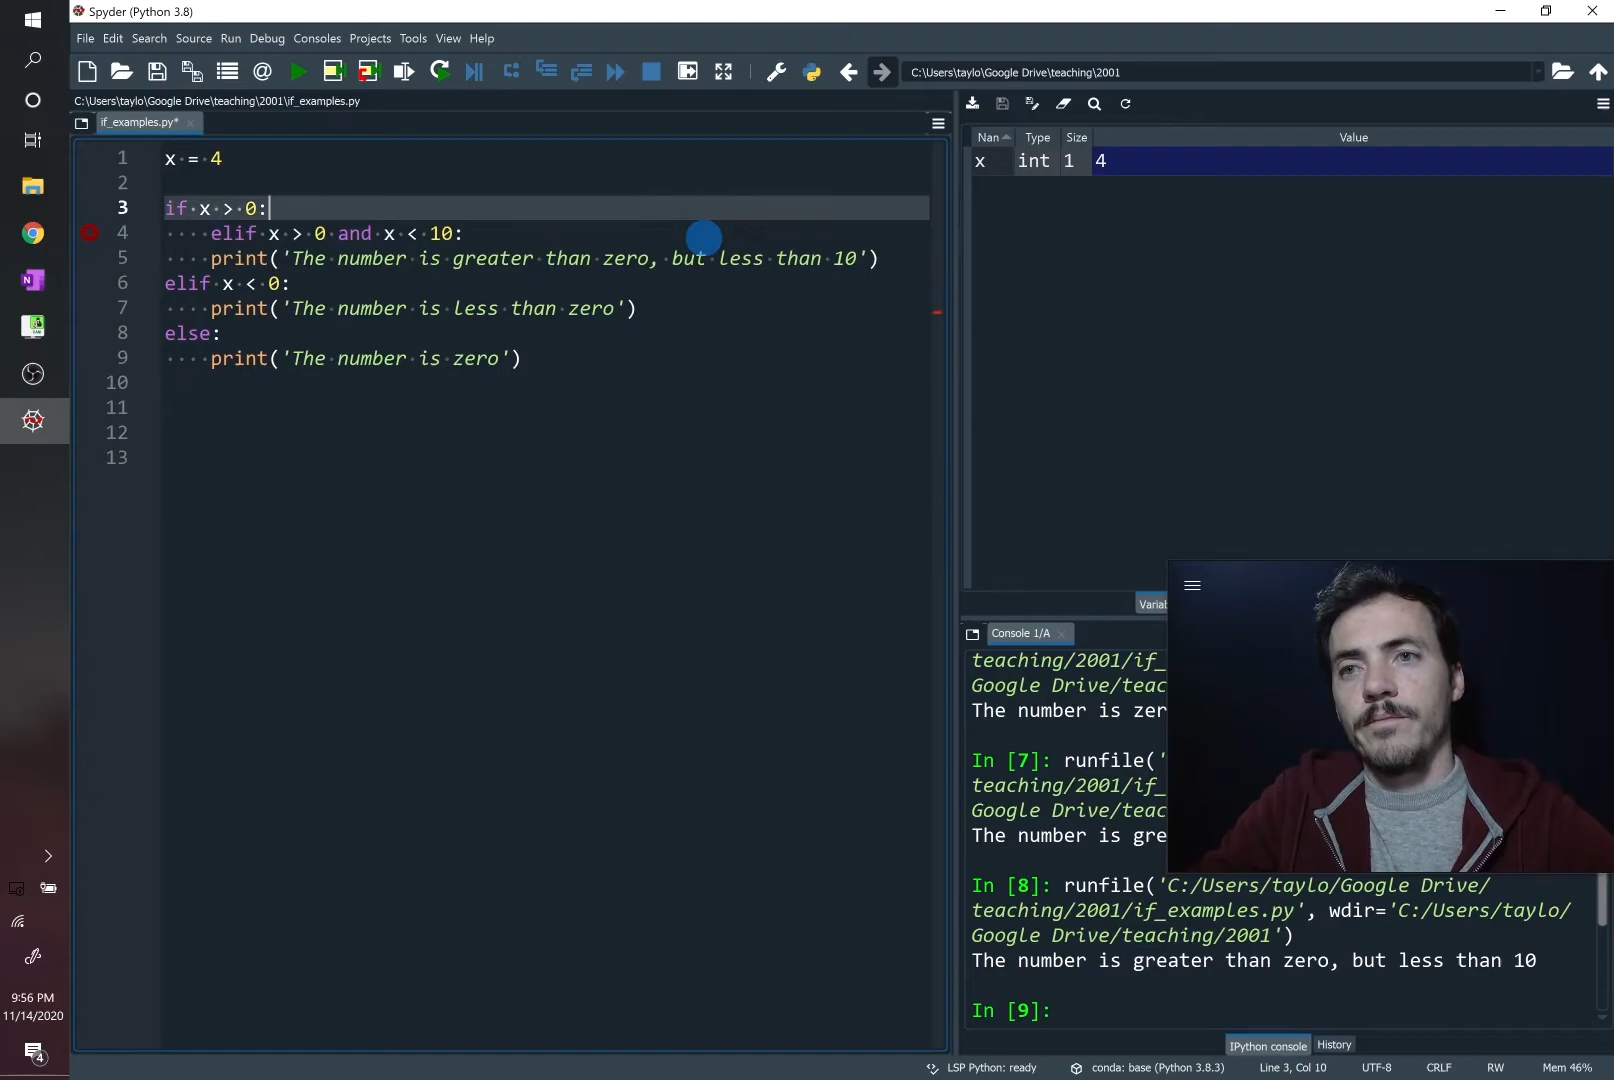 Spyder (Python 3.8)
File Edit Search Source Run Debug Consoles Projects Tools View Help
C:\Users\taylo\Google Drive\teaching\2001
C:\Users\taylo\Google Drive\teaching\2001\if_examples.py
if_examples.py*
1 x = 4
2
3 if x > 0:
4 elif x > 0 and x < 10:
5 print('The number is greater than zero, but less than 10')
6 elif x < 0:
7 print('The number is less than zero')
8 else:
9 print('The number is zero')
10
11
12
13
Nan Type Size Value
x int 1 4
Variab
Console 1/A
teaching/2001/if_
Google Drive/teac
The number is zer
In [7]: runfile('
teaching/2001/if_
Google Drive/teac
The number is gre
In [8]: runfile('C:/Users/taylo/Google Drive/
teaching/2001/if_examples.py', wdir='C:/Users/taylo/
Google Drive/teaching/2001')
The number is greater than zero, but less than 10
In [9]:
IPython console History
LSP Python: ready conda: base (Python 3.8.3) Line 3, Col 10 UTF-8 CRLF RW Mem 46%
9:56 PM
11/14/2020
4